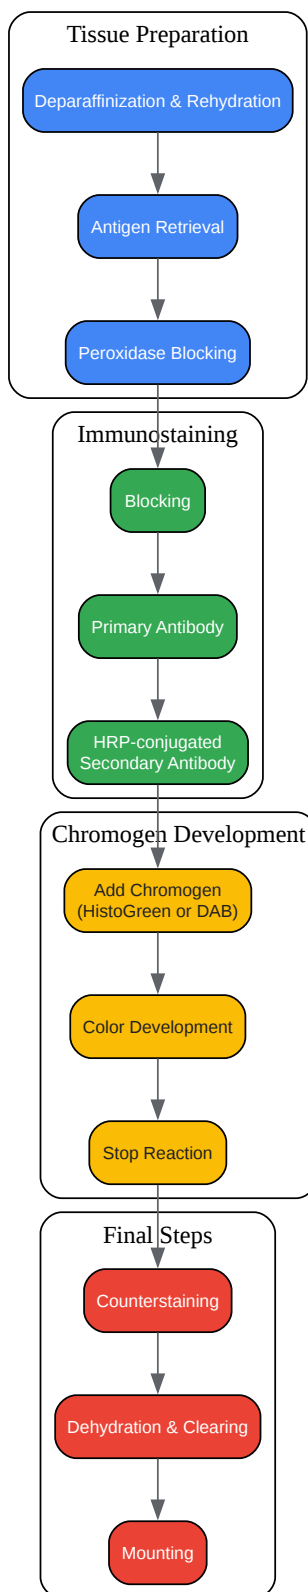 Tissue Preparation
Deparaffinization & Rehydration
Antigen Retrieval
Peroxidase Blocking
Immunostaining
Blocking
Primary Antibody
HRP-conjugated
Secondary Antibody
Chromogen Development
Add Chromogen
(HistoGreen or DAB)
Color Development
Stop Reaction
Final Steps
Counterstaining
Dehydration & Clearing
Mounting